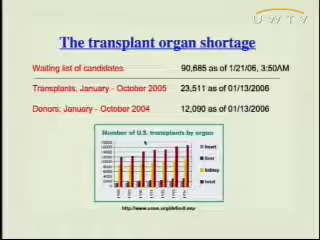 UWTV
The transplant organ shortage
Waiting list of candidates 90,685 as of 1/21/06, 3:50AM
Transplants, January - October 2005 23,511 as of 01/13/2006
Donors, January - October 2004 12,090 as of 01/13/2006
Number of U.S. transplants by organ
heart
liver
kidney
total